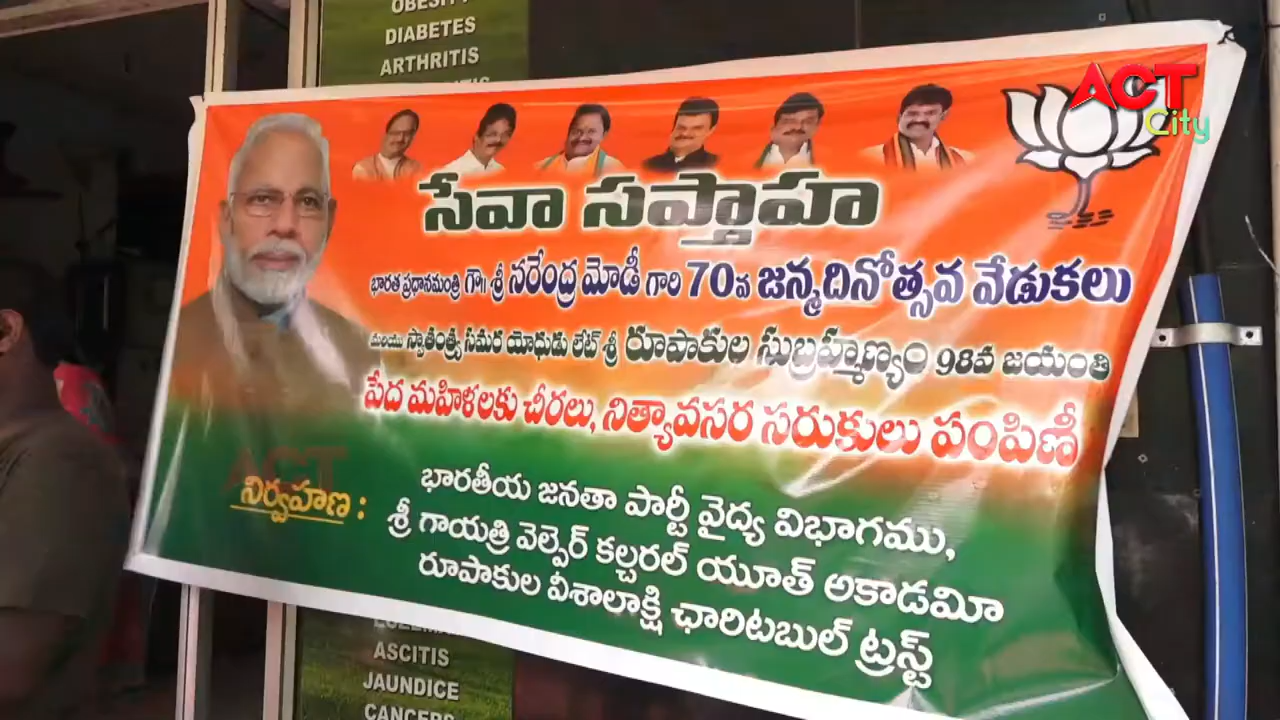 OBESITY
DIABETES
ARTHRITIS
ACT
City
సేవా సప్తాహ
భారత ప్రధానమంత్రి గౌ॥ శ్రీ నరేంద్ర మోడీ గారి 70వ జన్మదినోత్సవ వేడుకలు
మరియు స్వాతంత్ర్య సమర యోధుడు లేట్ శ్రీ రూపాకుల సుబ్రహ్మణ్యం 98వ జయంతి
పేద మహిళలకు చీరలు, నిత్యావసర సరుకులు పంపిణీ
ACT
నిర్వహణ :
భారతీయ జనతా పార్టీ వైద్య విభాగము,
శ్రీ గాయత్రి వెల్ఫెర్ కల్చరల్ యూత్ అకాడమీ
రూపాకుల విశాలాక్షి ఛారిటబుల్ ట్రస్ట్
ASCITIS
JAUNDICE
CANCERS